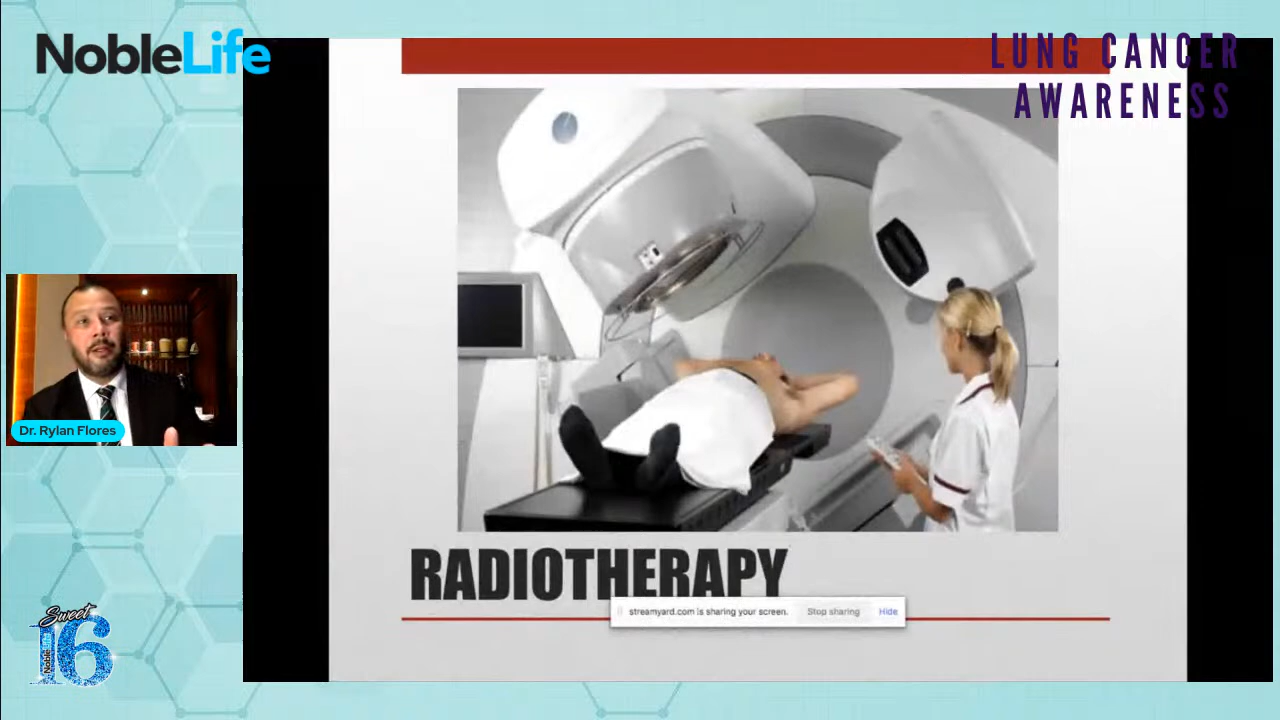 NobleLife
LUNG CANCER
AWARENESS
Dr. Rylan Flores
RADIOTHERAPY
streamyard.com is sharing your screen. Stop sharing Hide
Sweet
16
NobleLife